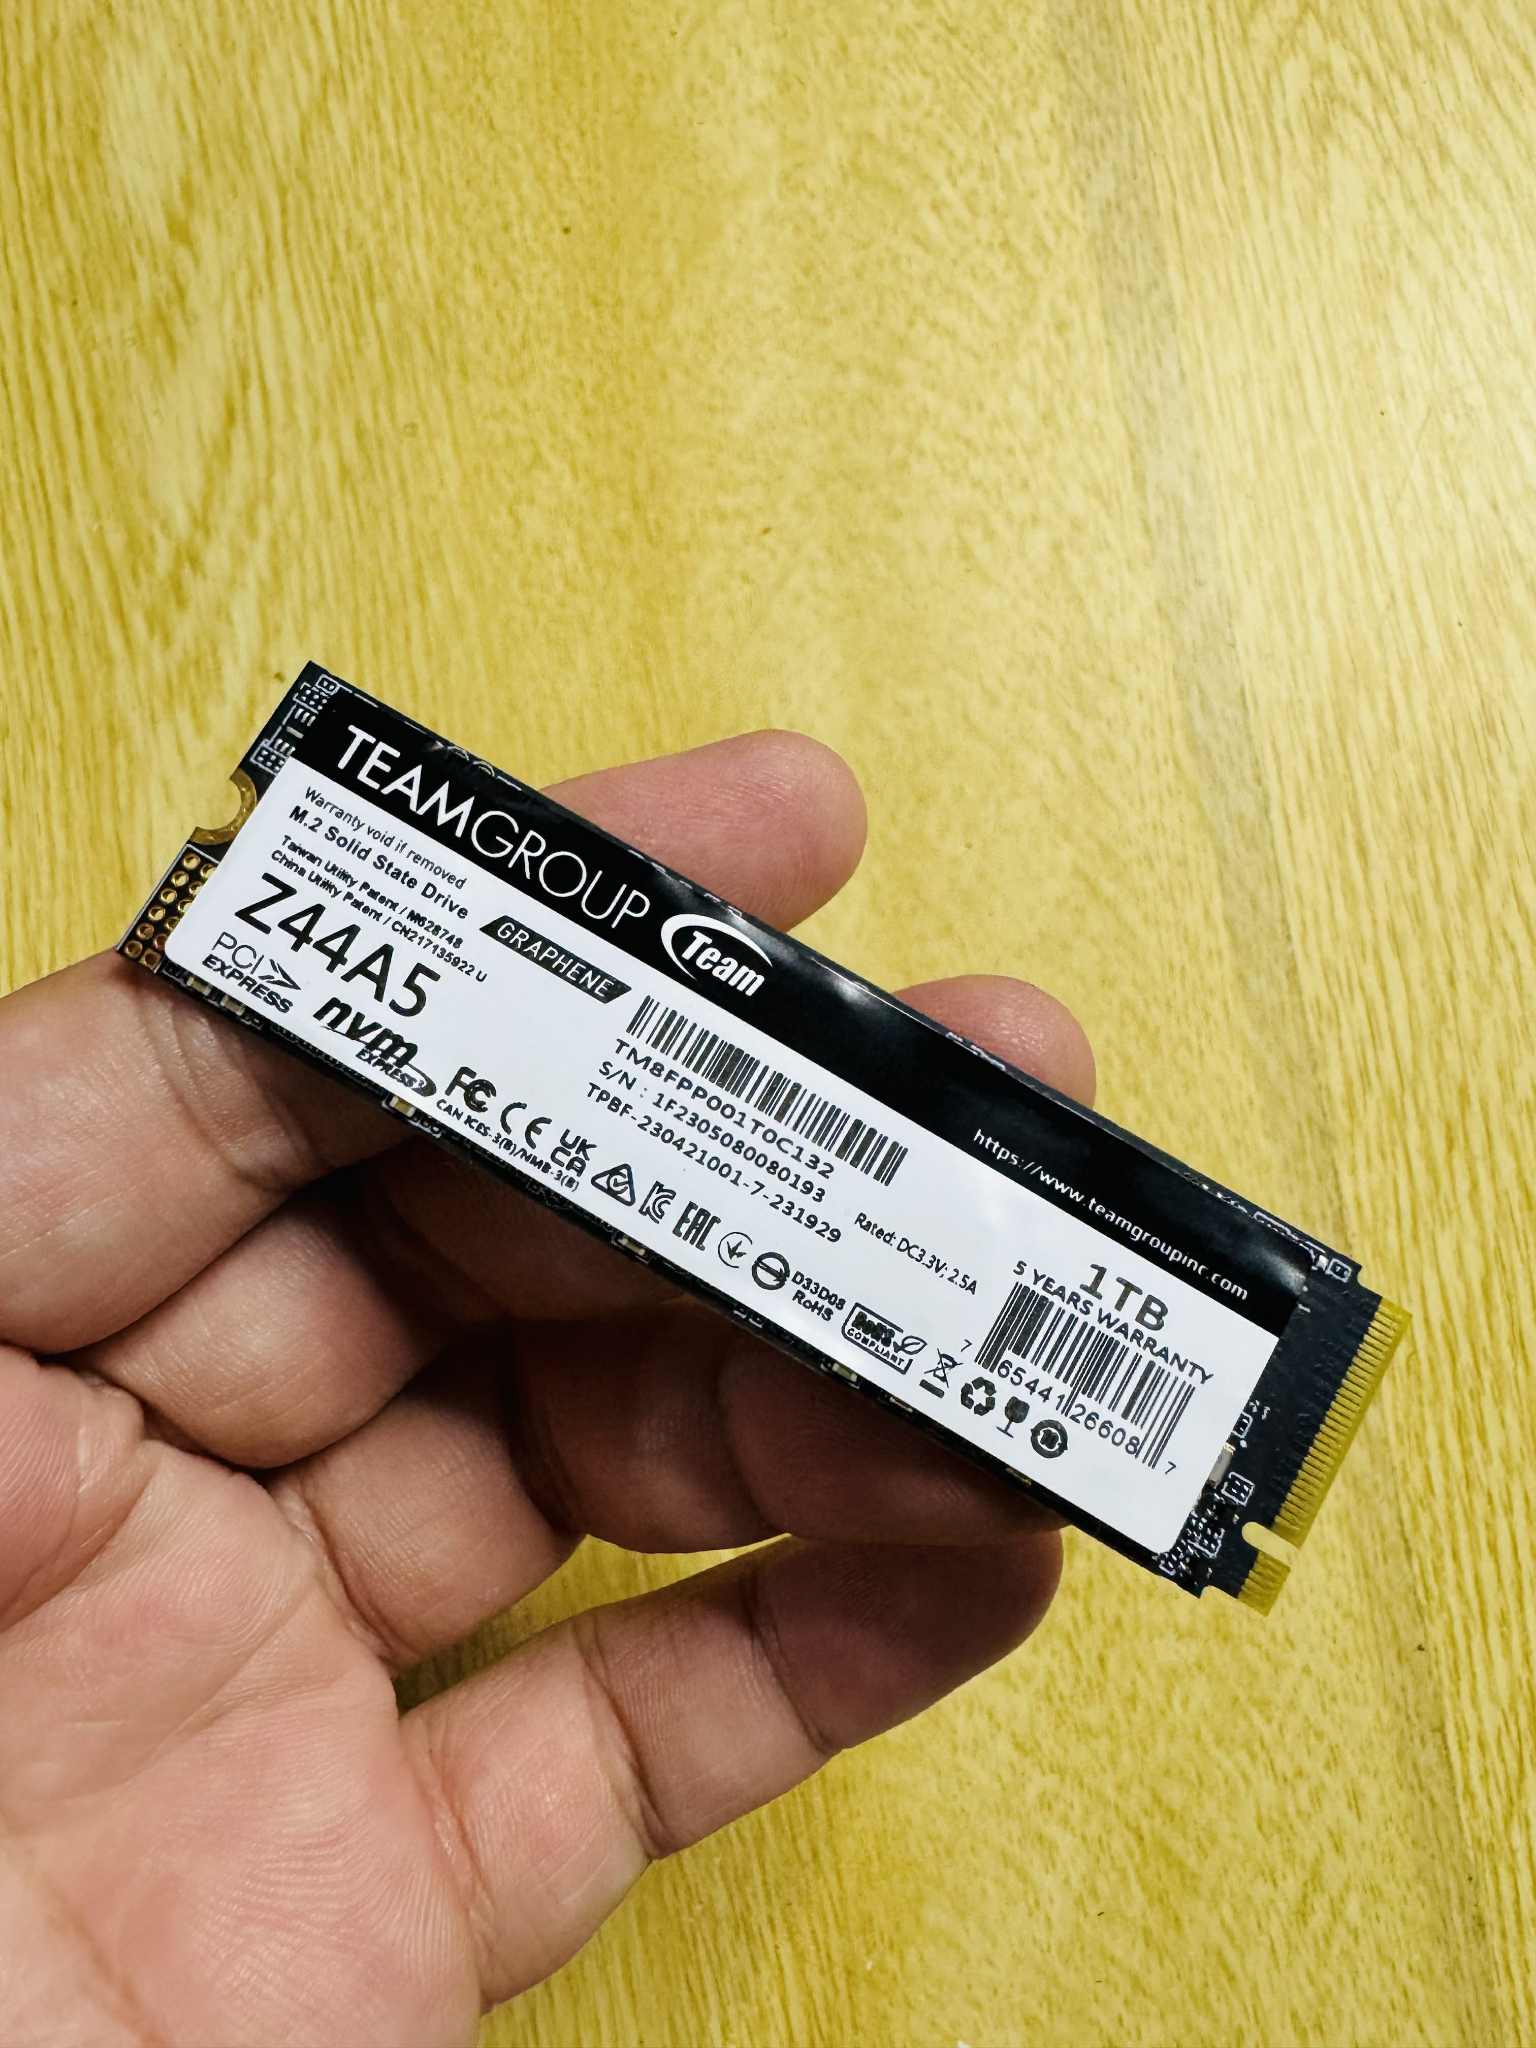 TEAMGROUP
Team
https://www.teamgroupinc.com
Warranty void if removed
M.2 Solid State Drive
Taiwan Utility Patent / M628748
China Utility Patent / CN217135922 U
Z44A5
GRAPHENE
PCI
EXPRESS
nvm
EXPRESS
TM8FPP001T0C132
S/N : 1F2305080080193
TPBF-230421001-7-231929
Rated: DC3.3V; 2.5A
FC CE UK
CA
CAN ICES-3(B)/NMB-3(B)
EAC
D33D08
RoHS
RoHS
COMPLIANT
1TB
5 YEARS WARRANTY
7 65441 26608 7